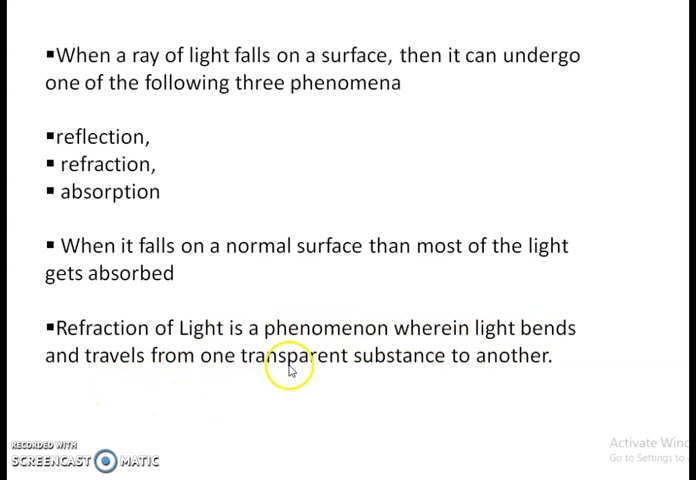 ▪When a ray of light falls on a surface, then it can undergo
one of the following three phenomena
▪reflection,
▪ refraction,
▪ absorption
▪ When it falls on a normal surface than most of the light
gets absorbed
▪Refraction of Light is a phenomenon wherein light bends
and travels from one transparent substance to another.
RECORDED WITH
SCREENCAST MATIC
Activate Win
Go to Settings to